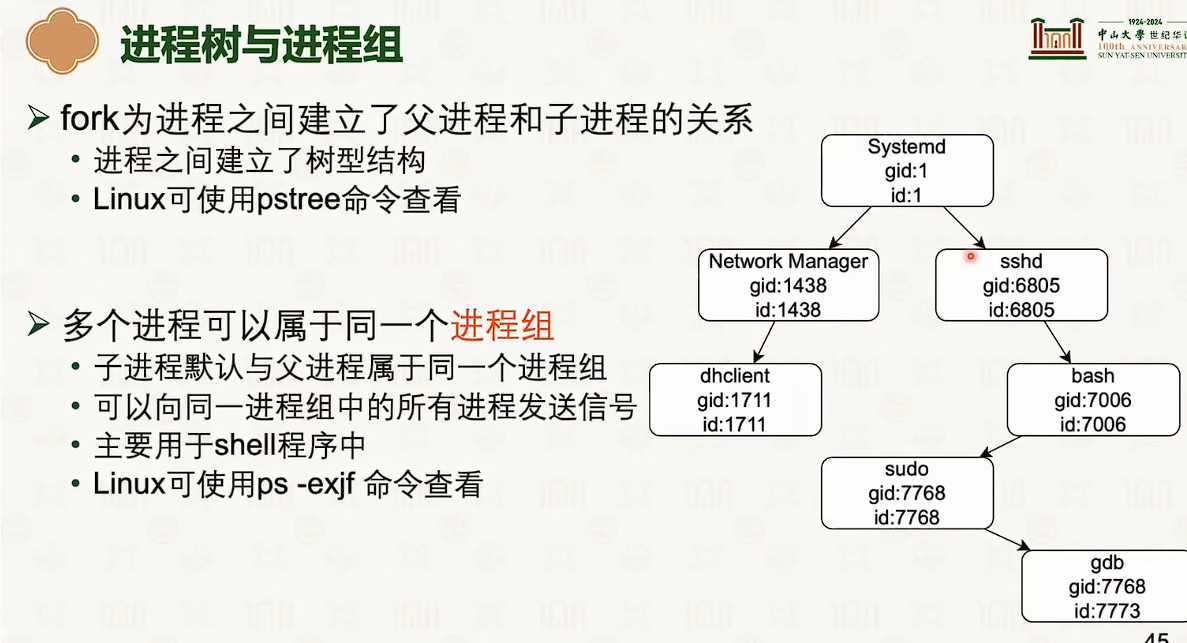 进程树与进程组
1924-2024
中山大學 世纪华
100th ANNIVERSAR
SUN YAT-SEN UNIVERSIT
fork为进程之间建立了父进程和子进程的关系
• 进程之间建立了树型结构
• Linux可使用pstree命令查看
多个进程可以属于同一个进程组
• 子进程默认与父进程属于同一个进程组
• 可以向同一进程组中的所有进程发送信号
• 主要用于shell程序中
• Linux可使用ps -exjf 命令查看
Systemd
gid:1
id:1
Network Manager
gid:1438
id:1438
sshd
gid:6805
id:6805
dhclient
gid:1711
id:1711
bash
gid:7006
id:7006
sudo
gid:7768
id:7768
gdb
gid:7768
id:7773
45